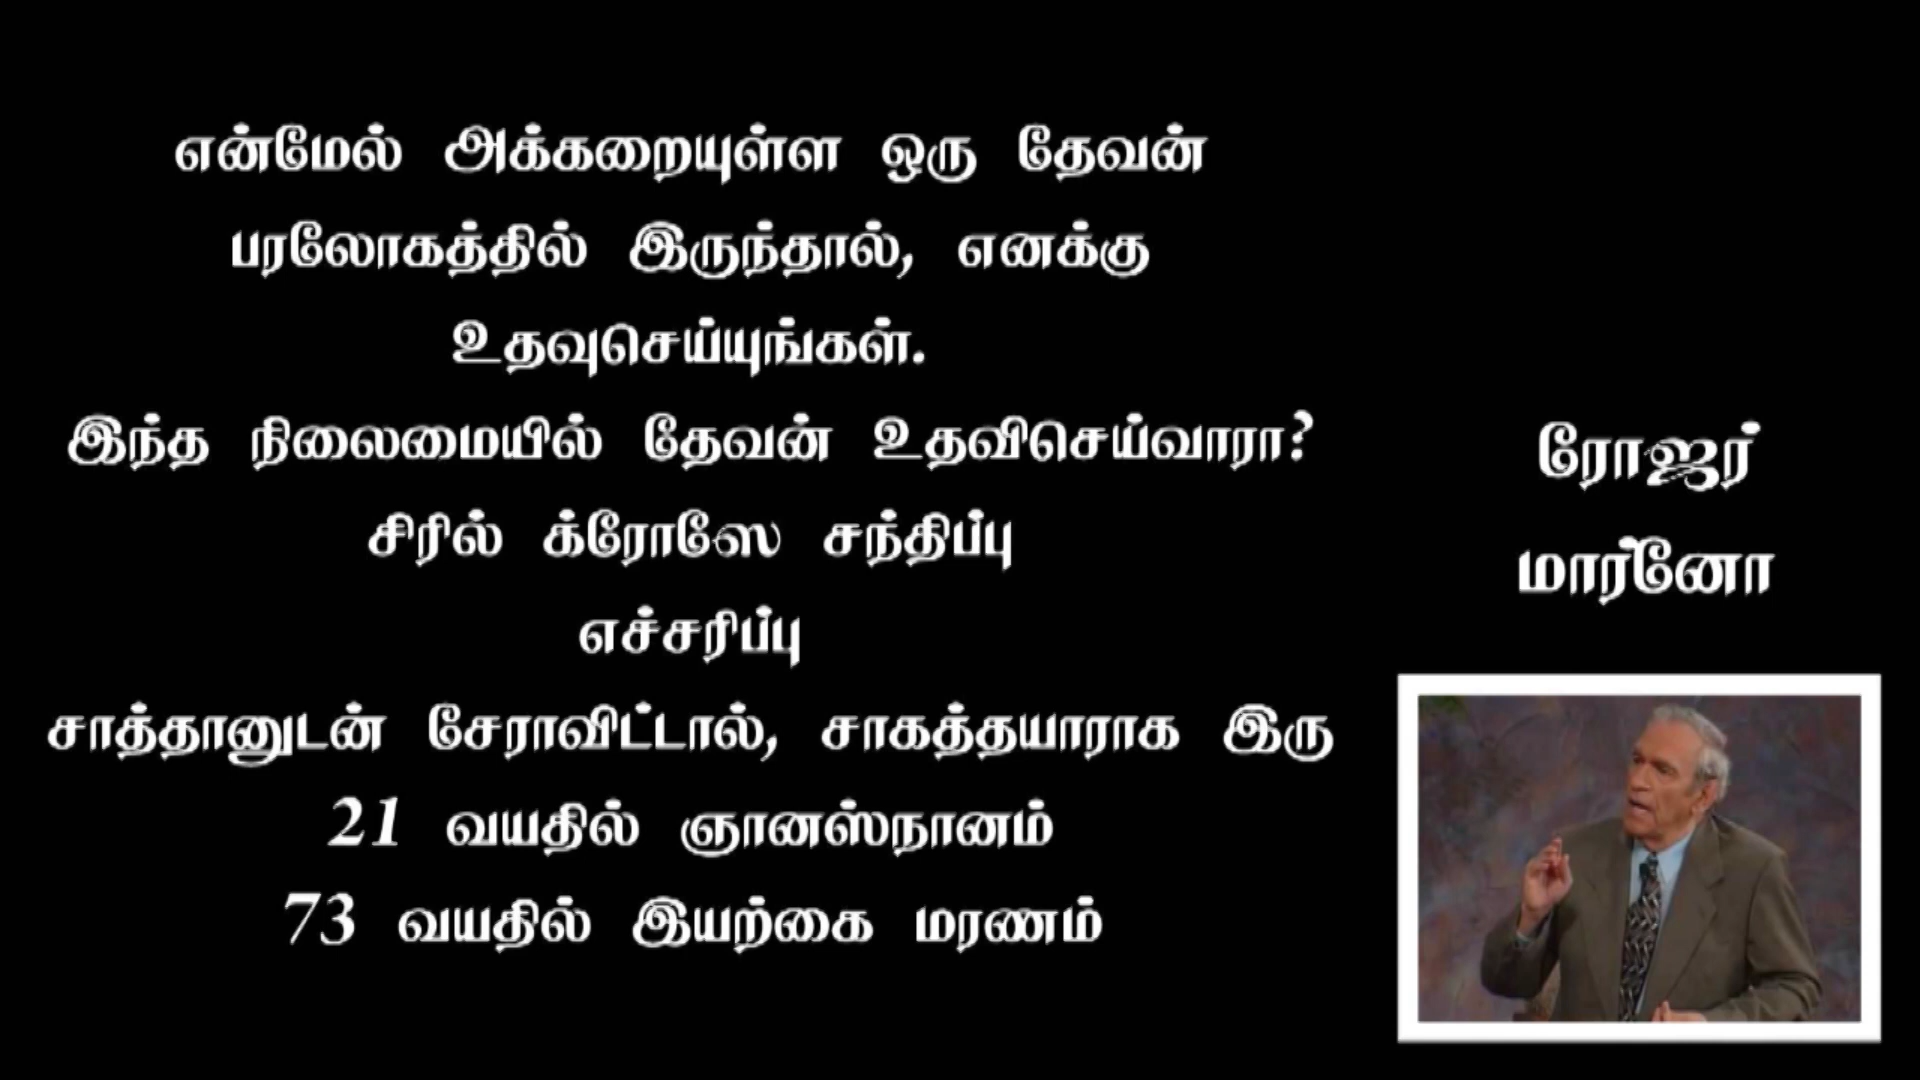 என்மேல் அக்கறையுள்ள ஒரு தேவன்
பரலோகத்தில் இருந்தால், எனக்கு
உதவுசெய்யுங்கள்.
இந்த நிலைமையில் தேவன் உதவிசெய்வாரா?
சிரில் க்ரோஸே சந்திப்பு
எச்சரிப்பு
சாத்தானுடன் சேராவிட்டால், சாகத்தயாராக இரு
21 வயதில் ஞானஸ்நானம்
73 வயதில் இயற்கை மரணம்
ரோஜர்
மார்னோ